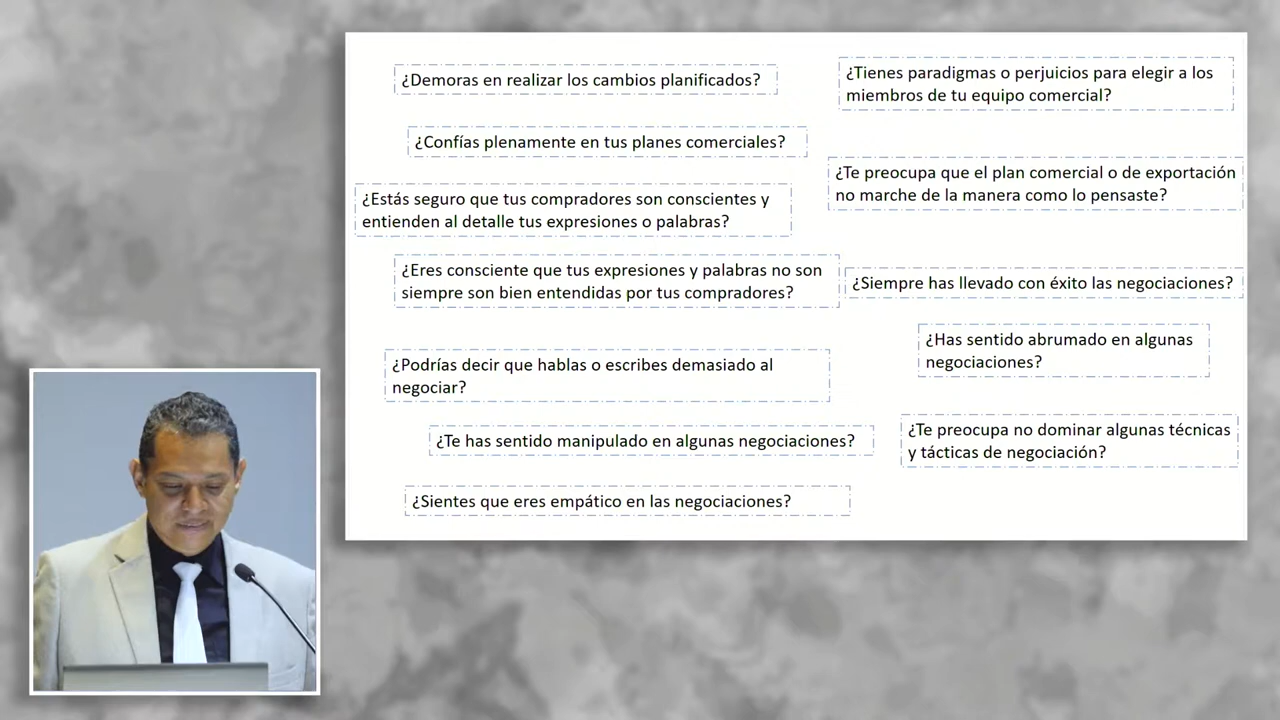 ¿Demoras en realizar los cambios planificados?
¿Confías plenamente en tus planes comerciales?
¿Estás seguro que tus compradores son conscientes y
entienden al detalle tus expresiones o palabras?
¿Eres consciente que tus expresiones y palabras no son
siempre son bien entendidas por tus compradores?
¿Podrías decir que hablas o escribes demasiado al
negociar?
¿Te has sentido manipulado en algunas negociaciones?
¿Sientes que eres empático en las negociaciones?
¿Tienes paradigmas o perjuicios para elegir a los
miembros de tu equipo comercial?
¿Te preocupa que el plan comercial o de exportación
no marche de la manera como lo pensaste?
¿Siempre has llevado con éxito las negociaciones?
¿Has sentido abrumado en algunas
negociaciones?
¿Te preocupa no dominar algunas técnicas
y tácticas de negociación?